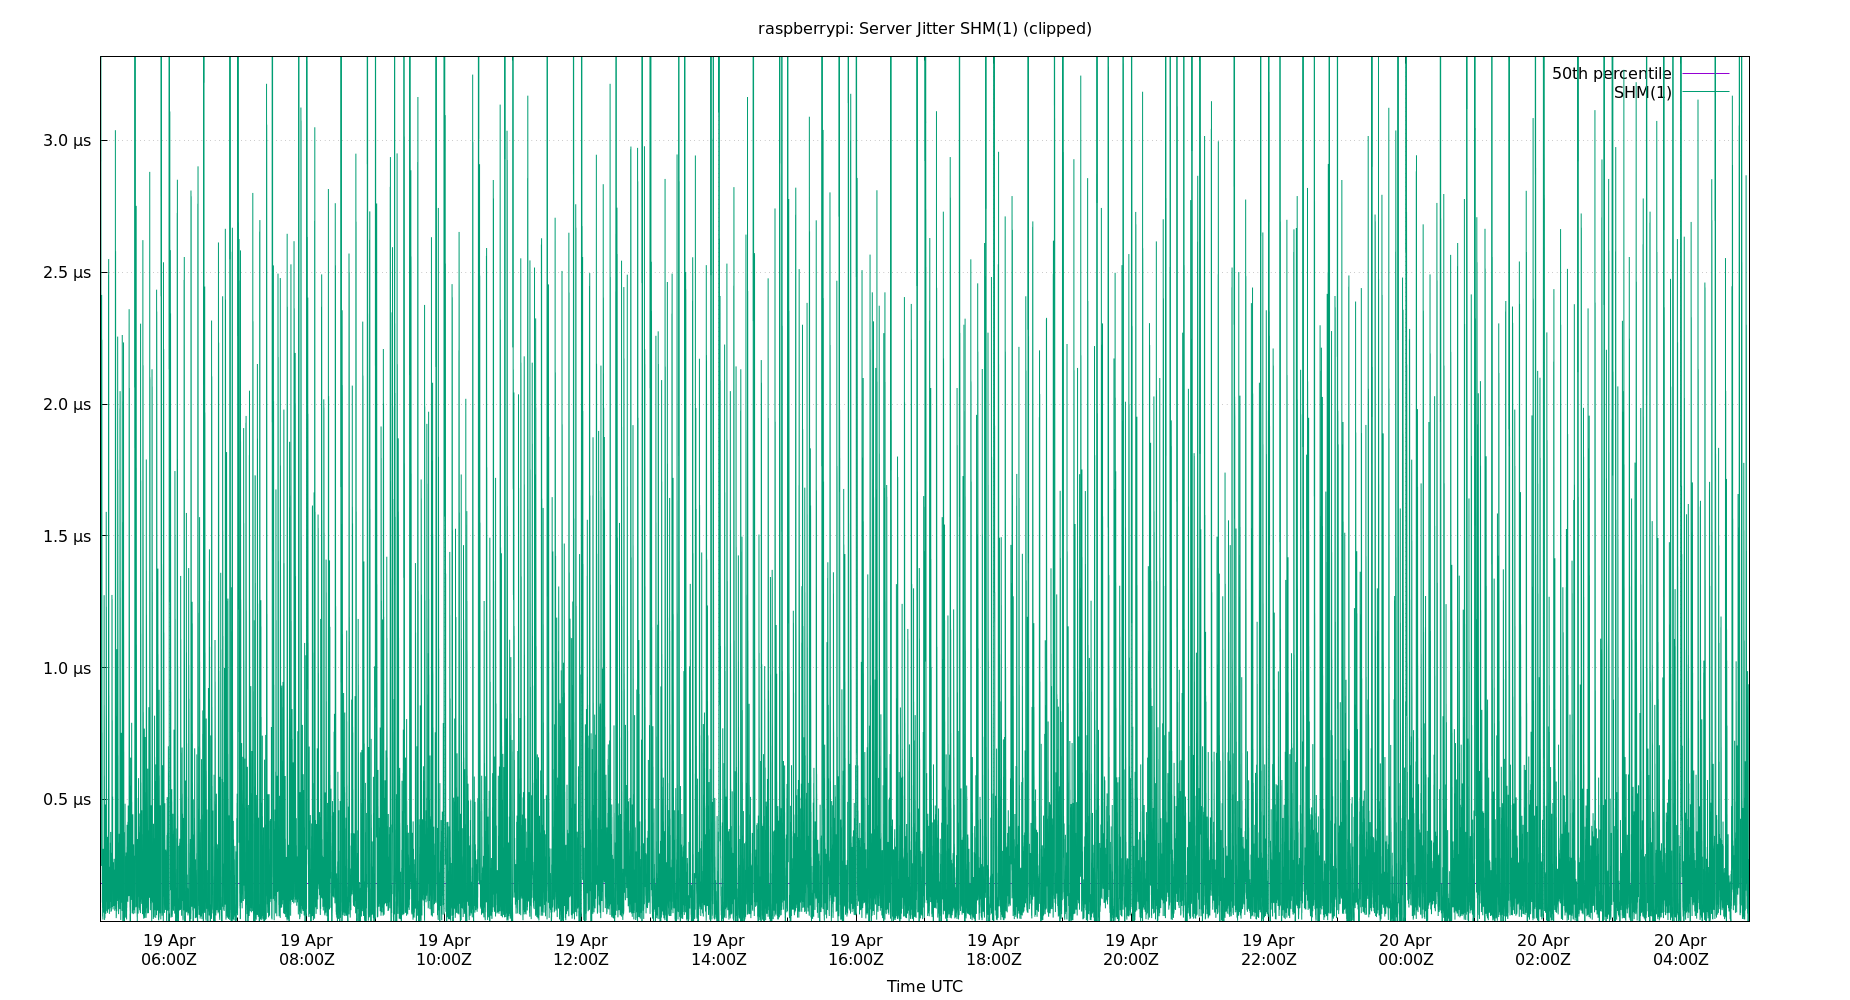 raspberrypi: Server Jitter SHM(1) (clipped)
50th percentile
SHM(1)
3.0 µs
2.5 µs
2.0 µs
1.5 µs
1.0 µs
0.5 µs
19 Apr 19 Apr 19 Apr 19 Apr 19 Apr 19 Apr 19 Apr 19 Apr 19 Apr 20 Apr 20 Apr 20 Apr
06:00Z 08:00Z 10:00Z 12:00Z 14:00Z 16:00Z 18:00Z 20:00Z 22:00Z 00:00Z 02:00Z 04:00Z
Time UTC